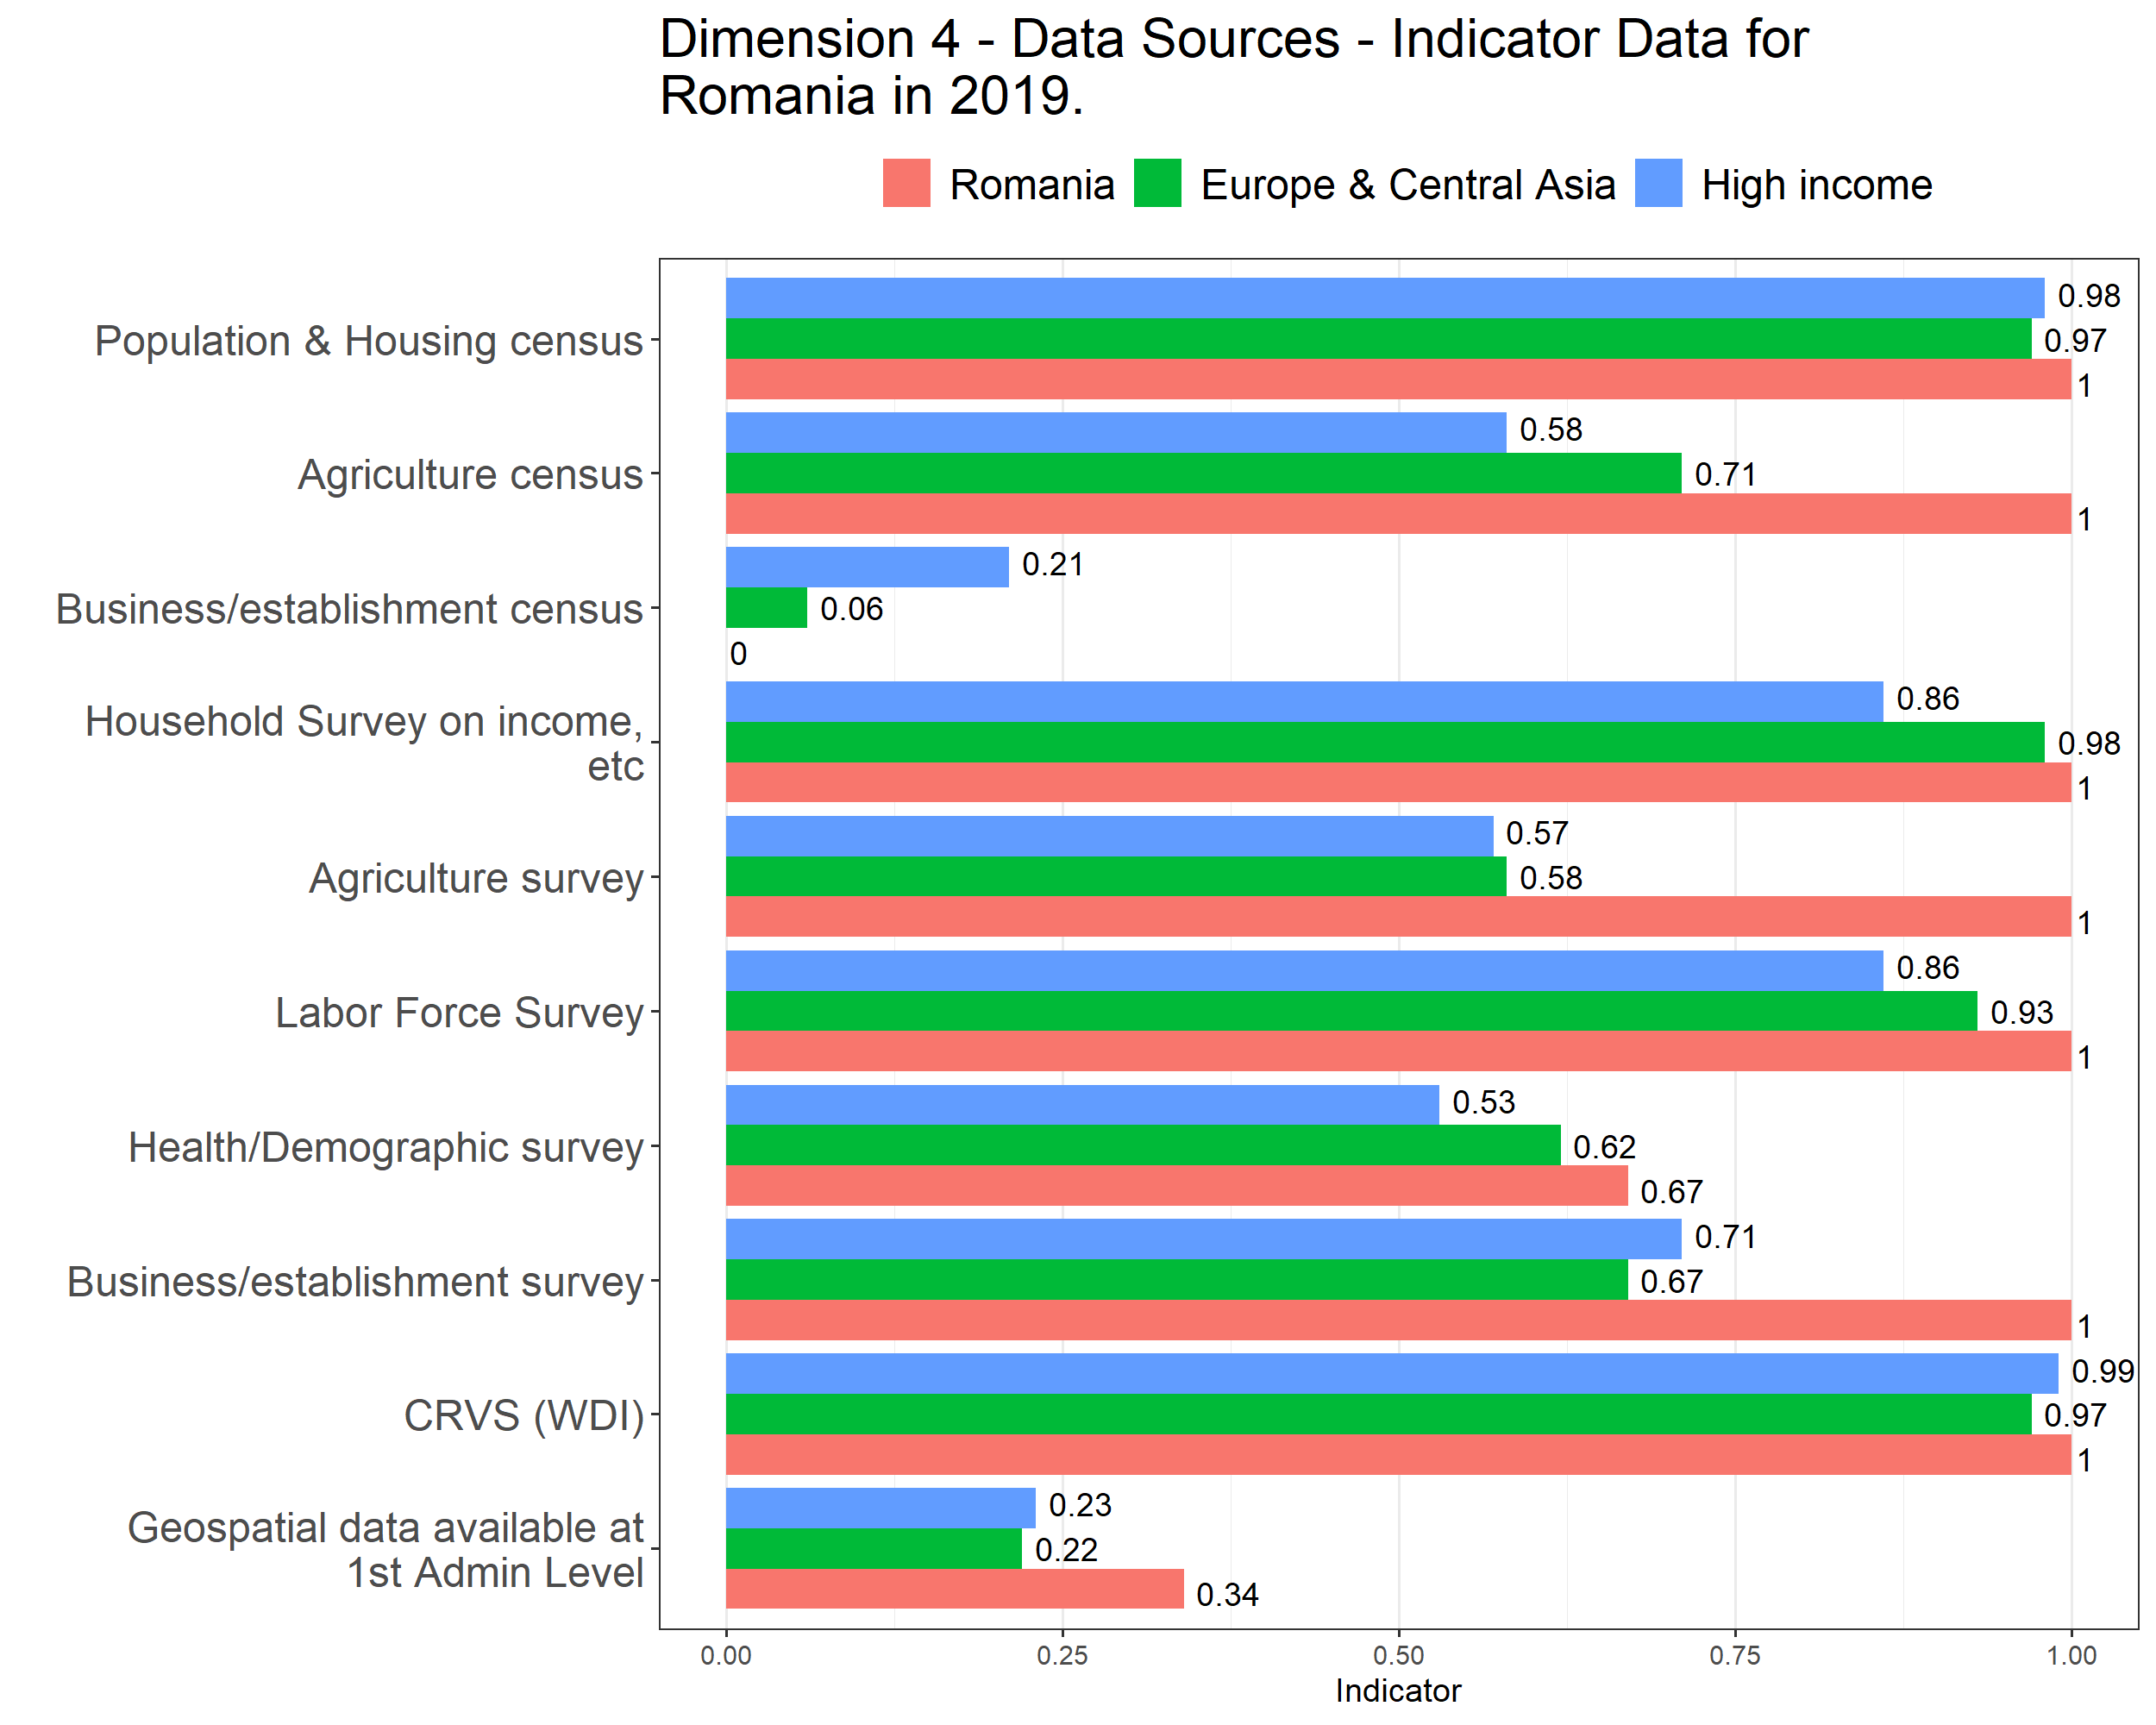 Dimension 4 - Data Sources - Indicator Data for
Romania in 2019.
Romania
Europe & Central Asia
High income
Population & Housing census
0.98
0.97
1
Agriculture census
0.58
0.71
1
Business/establishment census
0.21
0.06
0
Household Survey on income,
etc
0.86
0.98
1
Agriculture survey
0.57
0.58
1
Labor Force Survey
0.86
0.93
1
Health/Demographic survey
0.53
0.62
0.67
Business/establishment survey
0.71
0.67
1
CRVS (WDI)
0.99
0.97
1
Geospatial data available at
1st Admin Level
0.23
0.22
0.34
0.00
0.25
0.50
0.75
1.00
Indicator